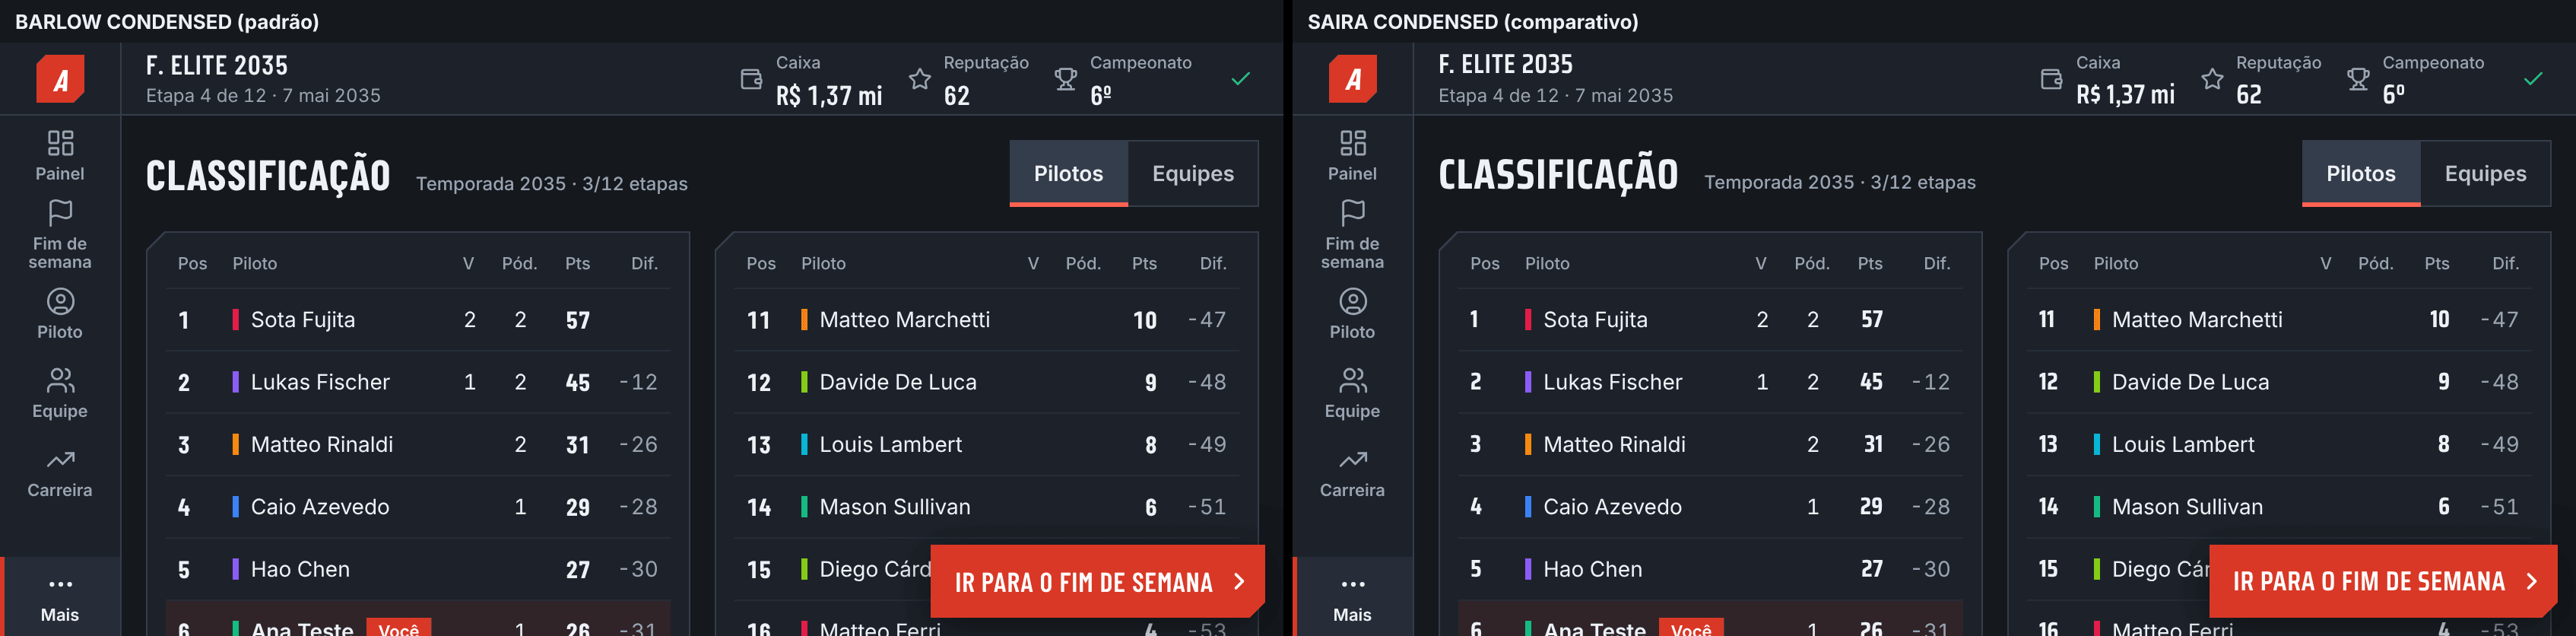 BARLOW CONDENSED (padrão)
A
F. ELITE 2035
Etapa 4 de 12 · 7 mai 2035
Caixa
R$ 1,37 mi
Reputação
62
Campeonato
6º
Painel
Fim de
semana
Piloto
Equipe
Carreira
Mais
CLASSIFICAÇÃO
Temporada 2035 · 3/12 etapas
Pilotos Equipes
Pos Piloto V Pód. Pts Dif.
1 Sota Fujita 2 2 57
2 Lukas Fischer 1 2 45 -12
3 Matteo Rinaldi 2 31 -26
4 Caio Azevedo 1 29 -28
5 Hao Chen 27 -30
6 Ana Teste Você 1 26 -31
Pos Piloto V Pód. Pts Dif.
11 Matteo Marchetti 10 -47
12 Davide De Luca 9 -48
13 Louis Lambert 8 -49
14 Mason Sullivan 6 -51
15 Diego Cárd
16 Matteo Ferri 4 -53
IR PARA O FIM DE SEMANA
SAIRA CONDENSED (comparativo)
A
F. ELITE 2035
Etapa 4 de 12 · 7 mai 2035
Caixa
R$ 1,37 mi
Reputação
62
Campeonato
6º
Painel
Fim de
semana
Piloto
Equipe
Carreira
Mais
CLASSIFICAÇÃO
Temporada 2035 · 3/12 etapas
Pilotos Equipes
Pos Piloto V Pód. Pts Dif.
1 Sota Fujita 2 2 57
2 Lukas Fischer 1 2 45 -12
3 Matteo Rinaldi 2 31 -26
4 Caio Azevedo 1 29 -28
5 Hao Chen 27 -30
6 Ana Teste Você 1 26 -31
Pos Piloto V Pód. Pts Dif.
11 Matteo Marchetti 10 -47
12 Davide De Luca 9 -48
13 Louis Lambert 8 -49
14 Mason Sullivan 6 -51
15 Diego Cár
16 Matteo Ferri 4 -53
IR PARA O FIM DE SEMANA